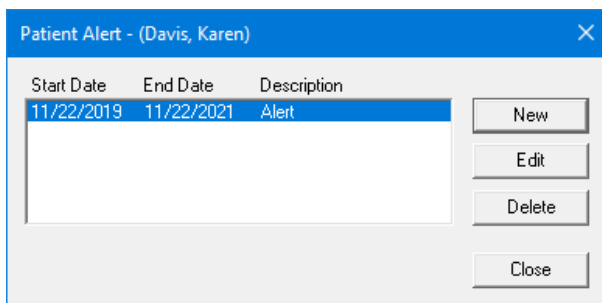 Patient Alert - (Davis, Karen)
Start Date End Date Description
11/22/2019 11/22/2021 Alert
New
Edit
Delete
Close